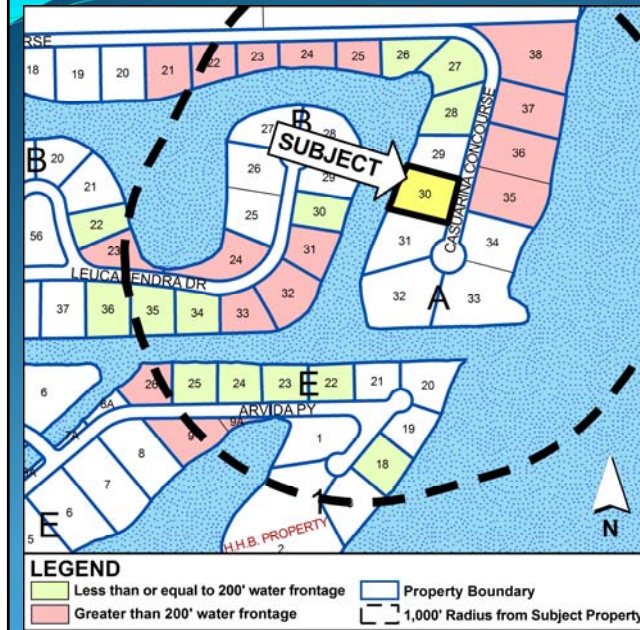 RSE
18 19 20 21 22 23 24 25 26 27 38
28 37
27 B 28
SUBJECT
29 36
B 20 26 29
21 25 30 35
CASUARINA CONCOURSE
22 30
56 23 24 31 31 34
LEUCADENDRA DR
37 36 35 34 33 32 32 A 33
26 25 24 23 E 22 21 20
6 8A
ARVIDA PY
7A 9 9A 19
8A 8 1
7 18
6
5 E 1
H.H.B. PROPERTY
2
N
LEGEND
Less than or equal to 200' water frontage
Property Boundary
Greater than 200' water frontage
1,000' Radius from Subject Property